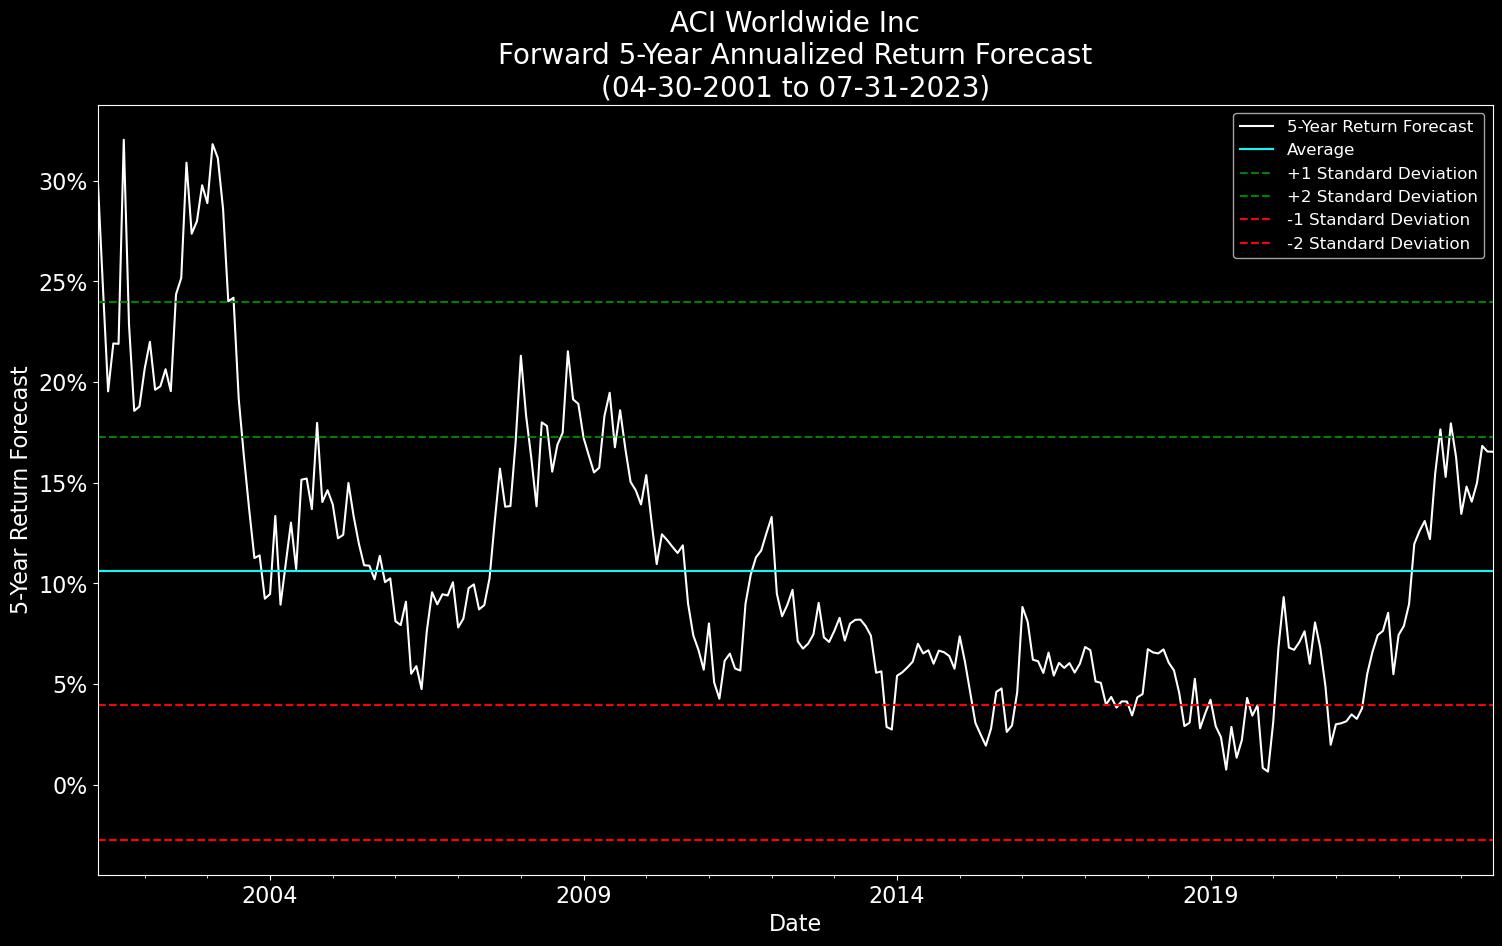 ACI Worldwide Inc
Forward 5-Year Annualized Return Forecast
(04-30-2001 to 07-31-2023)
5-Year Return Forecast
Average
+1 Standard Deviation
+2 Standard Deviation
-1 Standard Deviation
-2 Standard Deviation
30%
25%
20%
15%
10%
5%
0%
5-Year Return Forecast
2004
2009
2014
2019
Date